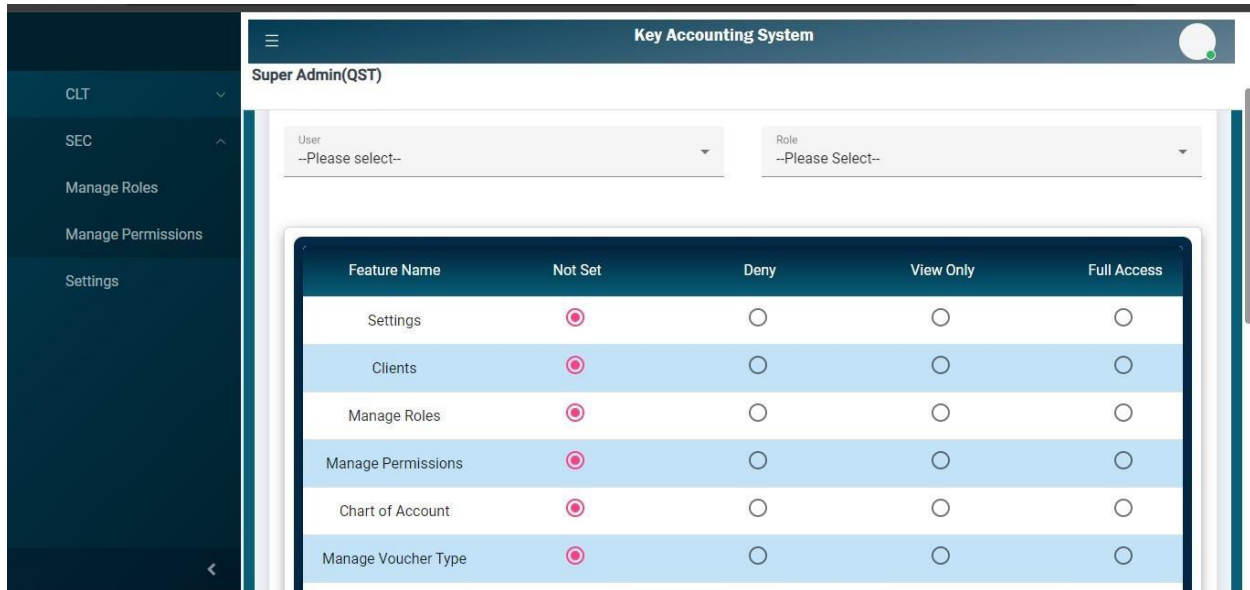 Key Accounting System
Super Admin(QST)
CLT
SEC
Manage Roles
Manage Permissions
Settings
User
--Please select--
Role
--Please Select--
Feature Name Not Set Deny View Only Full Access
Settings
Clients
Manage Roles
Manage Permissions
Chart of Account
Manage Voucher Type